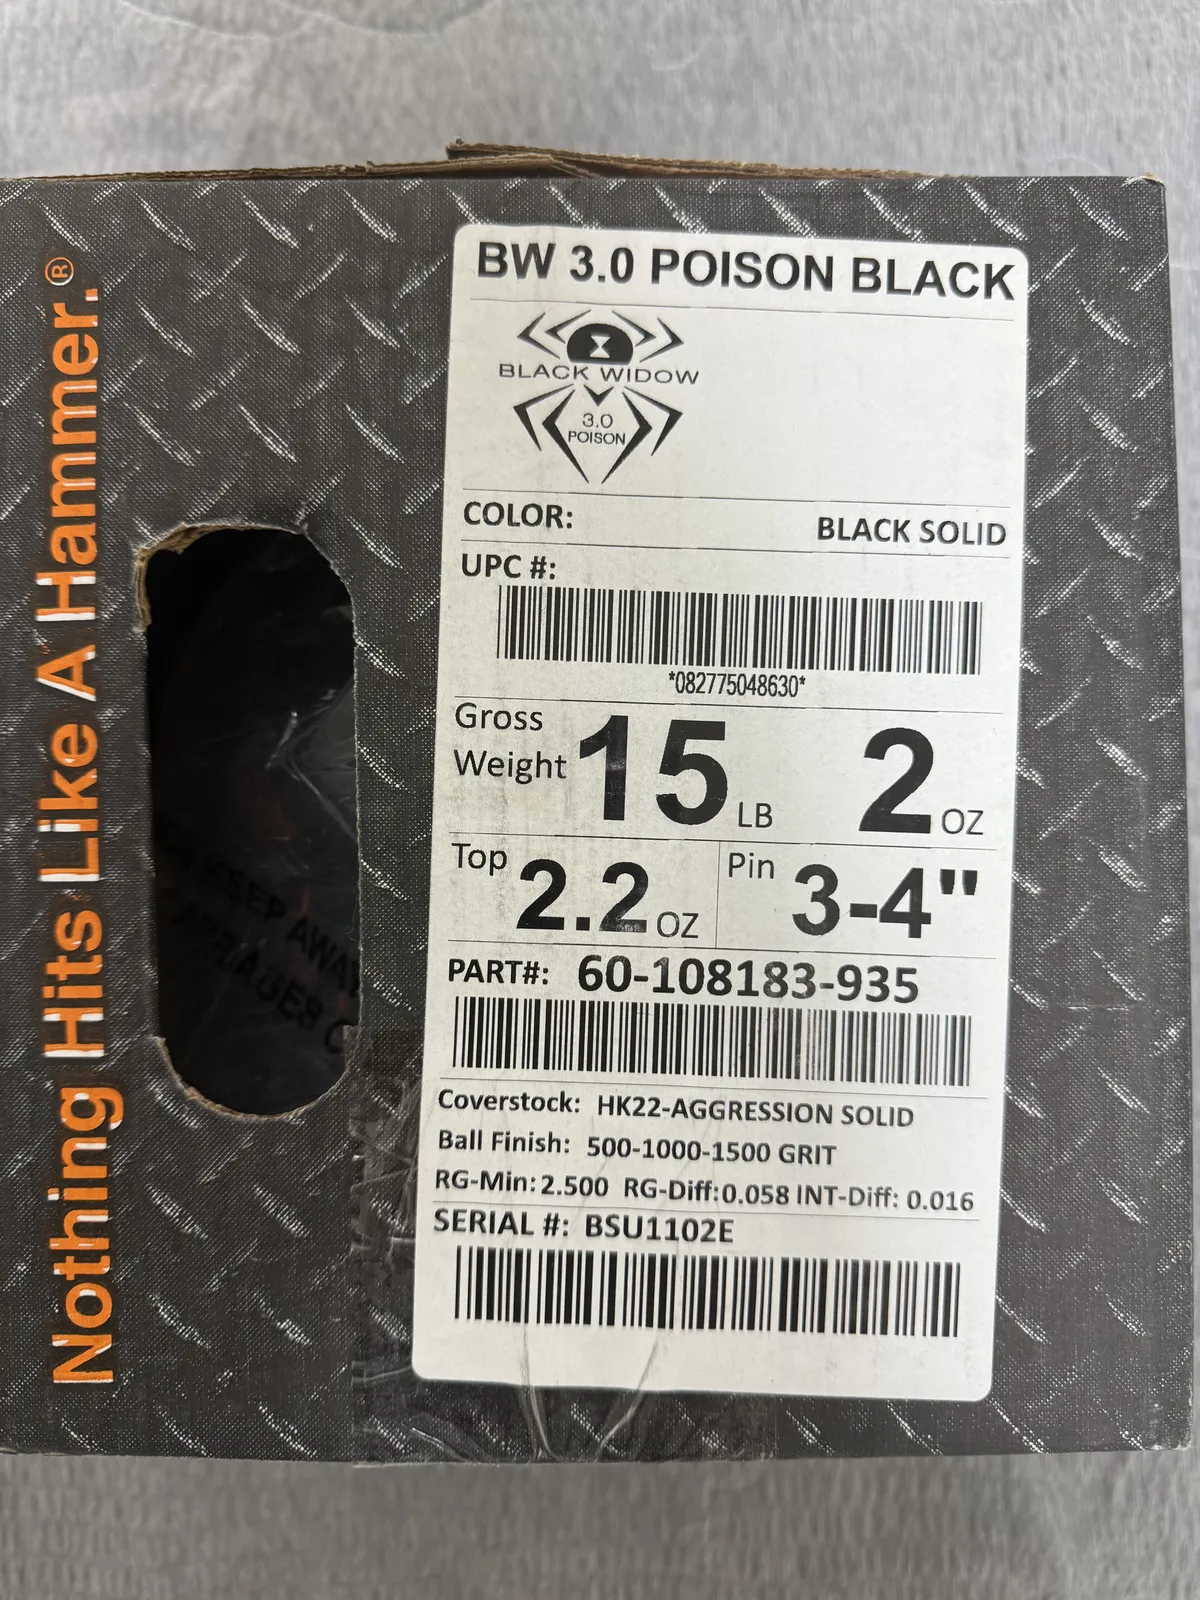 Nothing Hits Like A Hammer.®
BW 3.0 POISON BLACK
BLACK WIDOW
3.0
POISON
COLOR: BLACK SOLID
UPC #:
*082775048630*
Gross Weight 15 LB 2 OZ
Top 2.2 OZ Pin 3-4"
PART#: 60-108183-935
Coverstock: HK22-AGGRESSION SOLID
Ball Finish: 500-1000-1500 GRIT
RG-Min: 2.500 RG-Diff: 0.058 INT-Diff: 0.016
SERIAL #: BSU1102E
KEEP AWAY